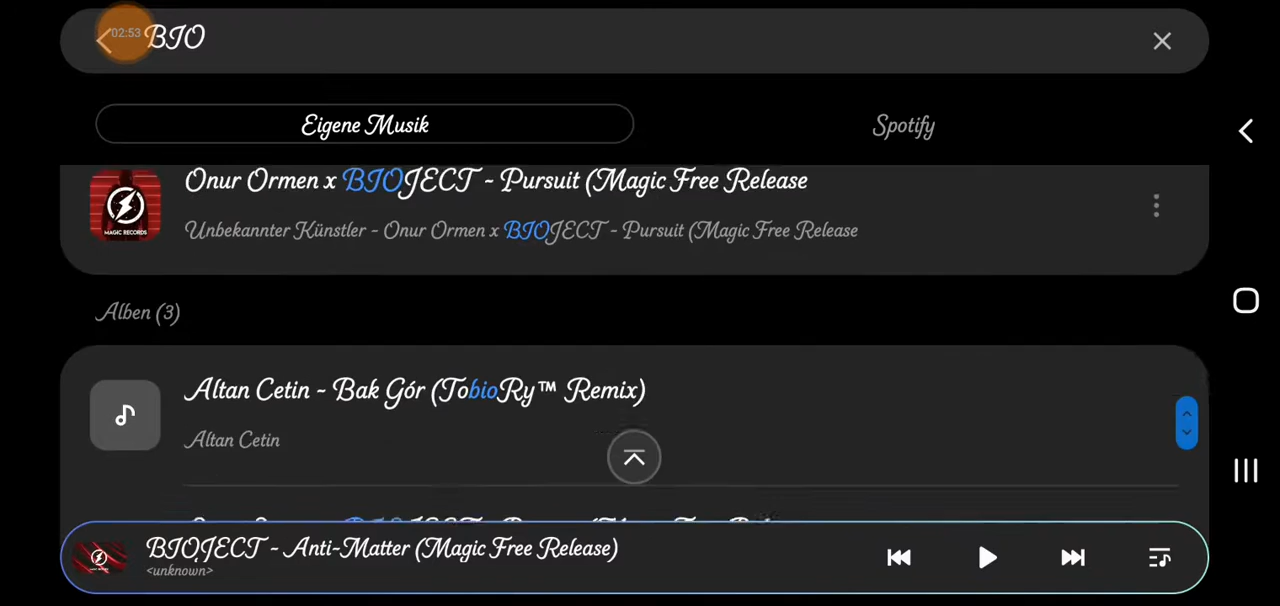 02:53
BIO
Eigene Musik
Spotify
Onur Ormen x BIOJECT - Pursuit (Magic Free Release
Unbekannter Künstler - Onur Ormen x BIOJECT - Pursuit (Magic Free Release
MAGIC RECORDS
Alben (3)
Altan Cetin - Bak Gór (TobioRy™ Remix)
Altan Cetin
BIOJECT - Anti-Matter (Magic Free Release)
<unknown>